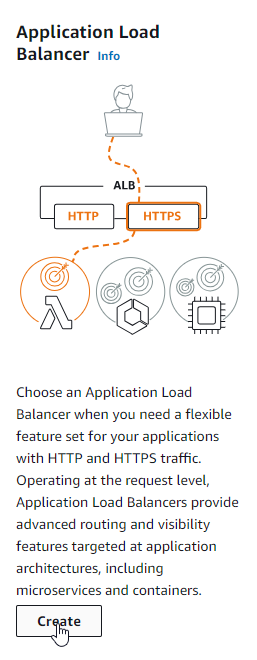 Application Load
Balancer Info
ALB
HTTP HTTPS
Choose an Application Load
Balancer when you need a flexible
feature set for your applications
with HTTP and HTTPS traffic.
Operating at the request level,
Application Load Balancers provide
advanced routing and visibility
features targeted at application
architectures, including
microservices and containers.
Create